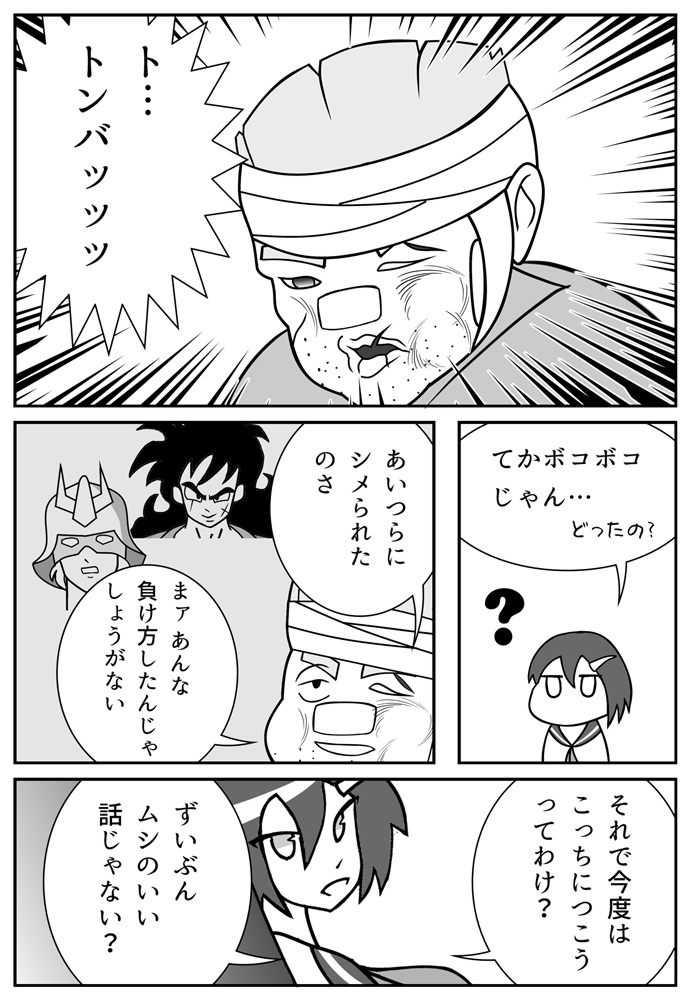 ト…
トンバッッッ
てかボコボコ
じゃん…
どったの?
?
あいつらに
シメられた
のさ
まァあんな
負け方したんじゃ
しょうがない
それで今度は
こっちにつこう
ってわけ?
ずいぶん
ムシのいい
話じゃない?